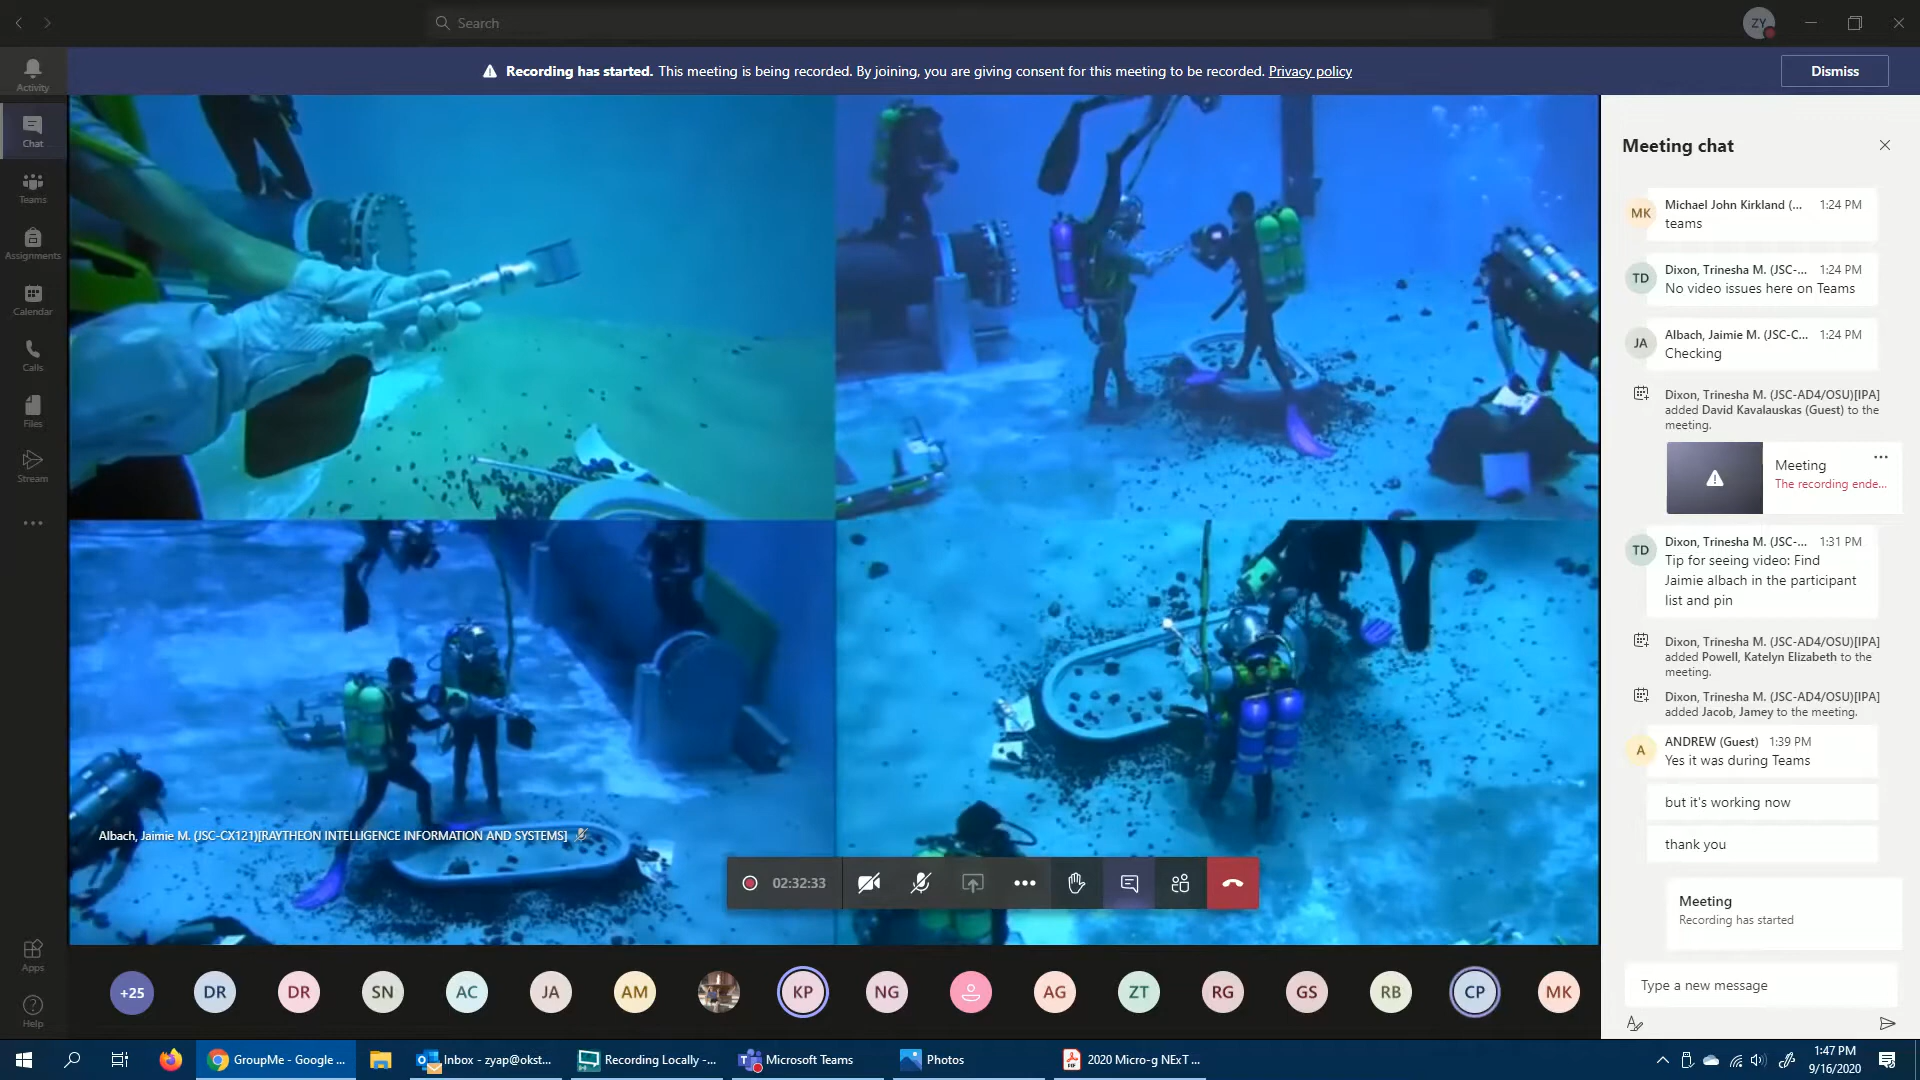 Search
ZY
Recording has started. This meeting is being recorded. By joining, you are giving consent for this meeting to be recorded. Privacy policy
Dismiss
Activity
Chat
Teams
Assignments
Calendar
Calls
Files
Stream
Apps
Help
Albach, Jaimie M. (JSC-CX121)[RAYTHEON INTELLIGENCE INFORMATION AND SYSTEMS]
02:32:33
+25
DR
DR
SN
AC
JA
AM
KP
NG
AG
ZT
RG
GS
RB
CP
MK
Meeting chat
MK
Michael John Kirkland (... 1:24 PM
teams
TD
Dixon, Trinesha M. (JSC-... 1:24 PM
No video issues here on Teams
JA
Albach, Jaimie M. (JSC-C... 1:24 PM
Checking
Dixon, Trinesha M. (JSC-AD4/OSU)[IPA]
added David Kavalauskas (Guest) to the
meeting.
Meeting
The recording ende...
TD
Dixon, Trinesha M. (JSC-... 1:31 PM
Tip for seeing video: Find
Jaimie albach in the participant
list and pin
Dixon, Trinesha M. (JSC-AD4/OSU)[IPA]
added Powell, Katelyn Elizabeth to the
meeting.
Dixon, Trinesha M. (JSC-AD4/OSU)[IPA]
added Jacob, Jamey to the meeting.
A
ANDREW (Guest) 1:39 PM
Yes it was during Teams
but it's working now
thank you
Meeting
Recording has started
Type a new message
GroupMe - Google ...
Inbox - zyap@okst...
Recording Locally -...
Microsoft Teams
Photos
2020 Micro-g NExT ...
1:47 PM
9/16/2020